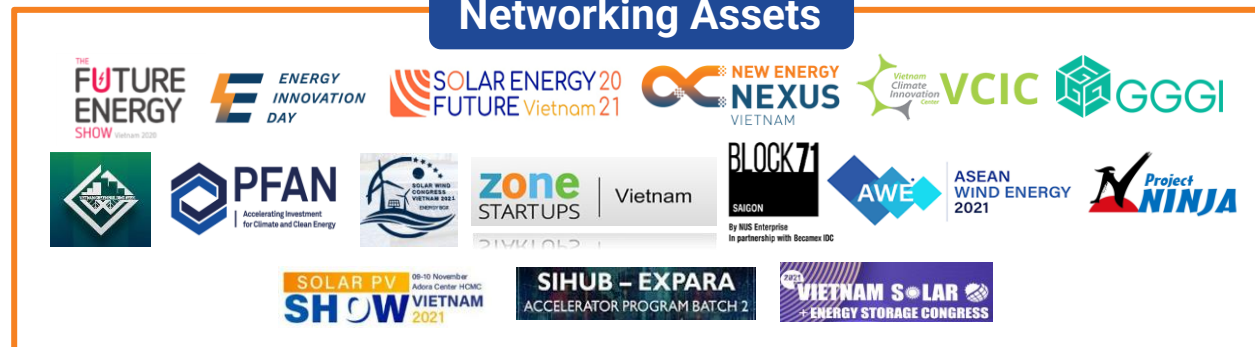 Networking Assets
THE
FUTURE
ENERGY
SHOW Vietnam 2020
ENERGY
INNOVATION
DAY
SOLAR ENERGY 20
FUTURE Vietnam 21
NEW ENERGY
NEXUS
VIETNAM
Vietnam
Climate
Innovation
Center
VCIC
GGGI
PFAN
Accelerating Investment
for Climate and Clean Energy
SOLAR WIND
CONGRESS
VIETNAM 2021
ENERGY BOX
zone
STARTUPS
Vietnam
BLOCK71
SAIGON
By NUS Enterprise
In partnership with Becamex IDC
AWE
ASEAN
WIND ENERGY
2021
Project
NINJA
SOLAR PV
SHOW
09-10 November
Adora Center HCMC
VIETNAM
2021
SIHUB – EXPARA
ACCELERATOR PROGRAM BATCH 2
2021
VIETNAM SOLAR
+ ENERGY STORAGE CONGRESS